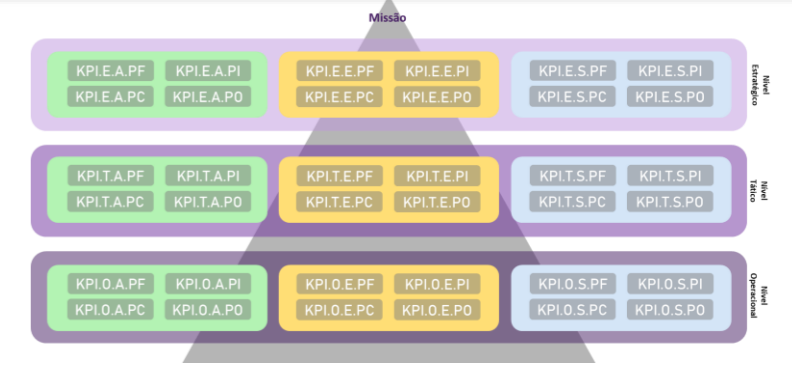 Missão
KPI.E.A.PF KPI.E.A.PI KPI.E.E.PF KPI.E.E.PI KPI.E.S.PF KPI.E.S.PI
KPI.E.A.PC KPI.E.A.PO KPI.E.E.PC KPI.E.E.PO KPI.E.S.PC KPI.E.S.PO
Nivel
Estratégico
KPI.T.A.PF KPI.T.A.PI KPI.T.E.PF KPI.T.E.PI KPI.T.S.PF KPI.T.S.PI
KPI.T.A.PC KPI.T.A.PO KPI.T.E.PC KPI.T.E.PO KPI.T.S.PC KPI.T.S.PO
Nivel
Tático
KPI.O.A.PF KPI.O.A.PI KPI.O.E.PF KPI.O.E.PI KPI.O.S.PF KPI.O.S.PI
KPI.O.A.PC KPI.O.A.PO KPI.O.E.PC KPI.O.E.PO KPI.O.S.PC KPI.O.S.PO
Nivel
Operacional